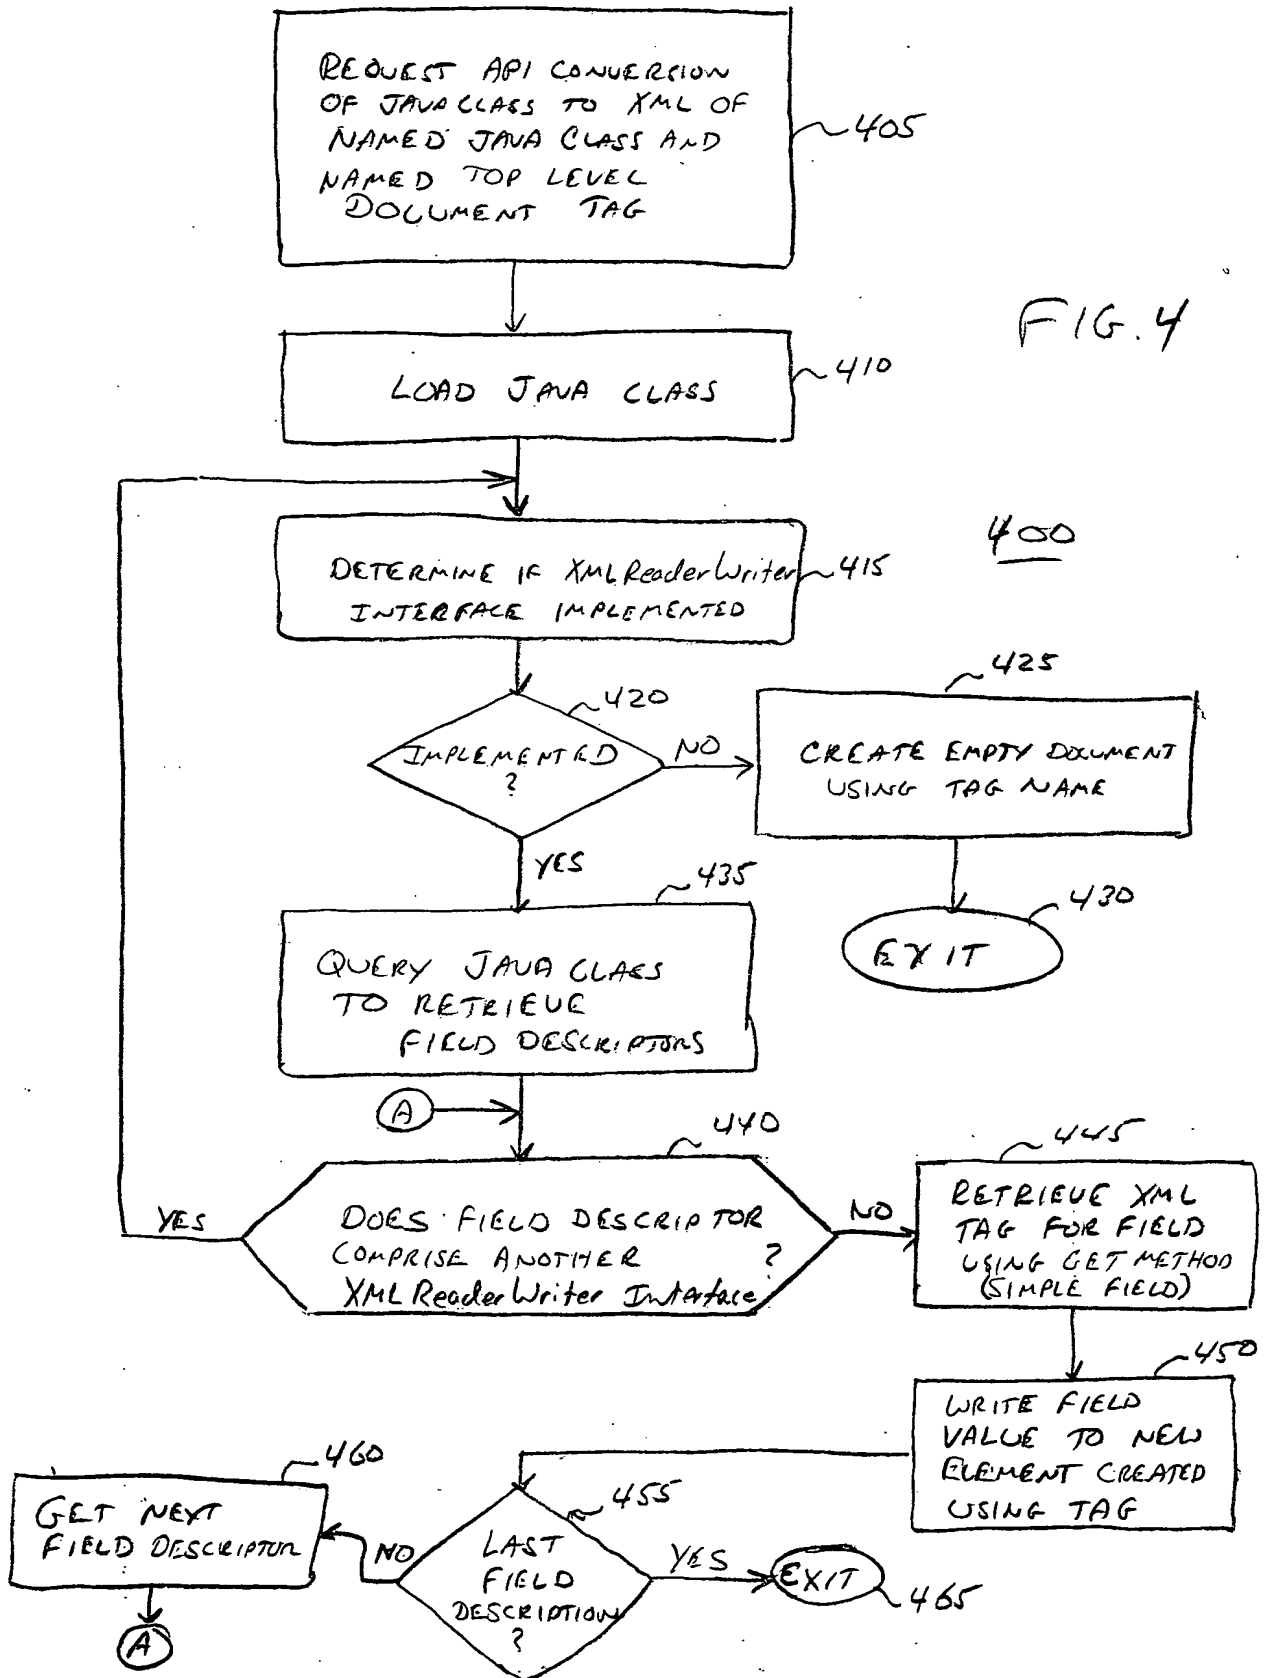 REQUEST API CONVERSION
OF JAVA CLASS TO XML OF
NAMED JAVA CLASS AND
NAMED TOP LEVEL
DOCUMENT TAG
405
FIG. 4
LOAD JAVA CLASS
410
400
DETERMINE IF XMLReaderWriter
INTERFACE IMPLEMENTED
415
IMPLEMENTED
?
420
NO
YES
425
CREATE EMPTY DOCUMENT
USING TAG NAME
430
EXIT
435
QUERY JAVA CLASS
TO RETRIEVE
FIELD DESCRIPTORS
A
440
YES
DOES FIELD DESCRIPTOR
COMPRISE ANOTHER ?
XMLReaderWriter Interface
NO
445
RETRIEVE XML
TAG FOR FIELD
USING GET METHOD
(SIMPLE FIELD)
450
WRITE FIELD
VALUE TO NEW
ELEMENT CREATED
USING TAG
460
GET NEXT
FIELD DESCRIPTOR
A
NO
455
LAST
FIELD
DESCRIPTION
?
YES
EXIT
465